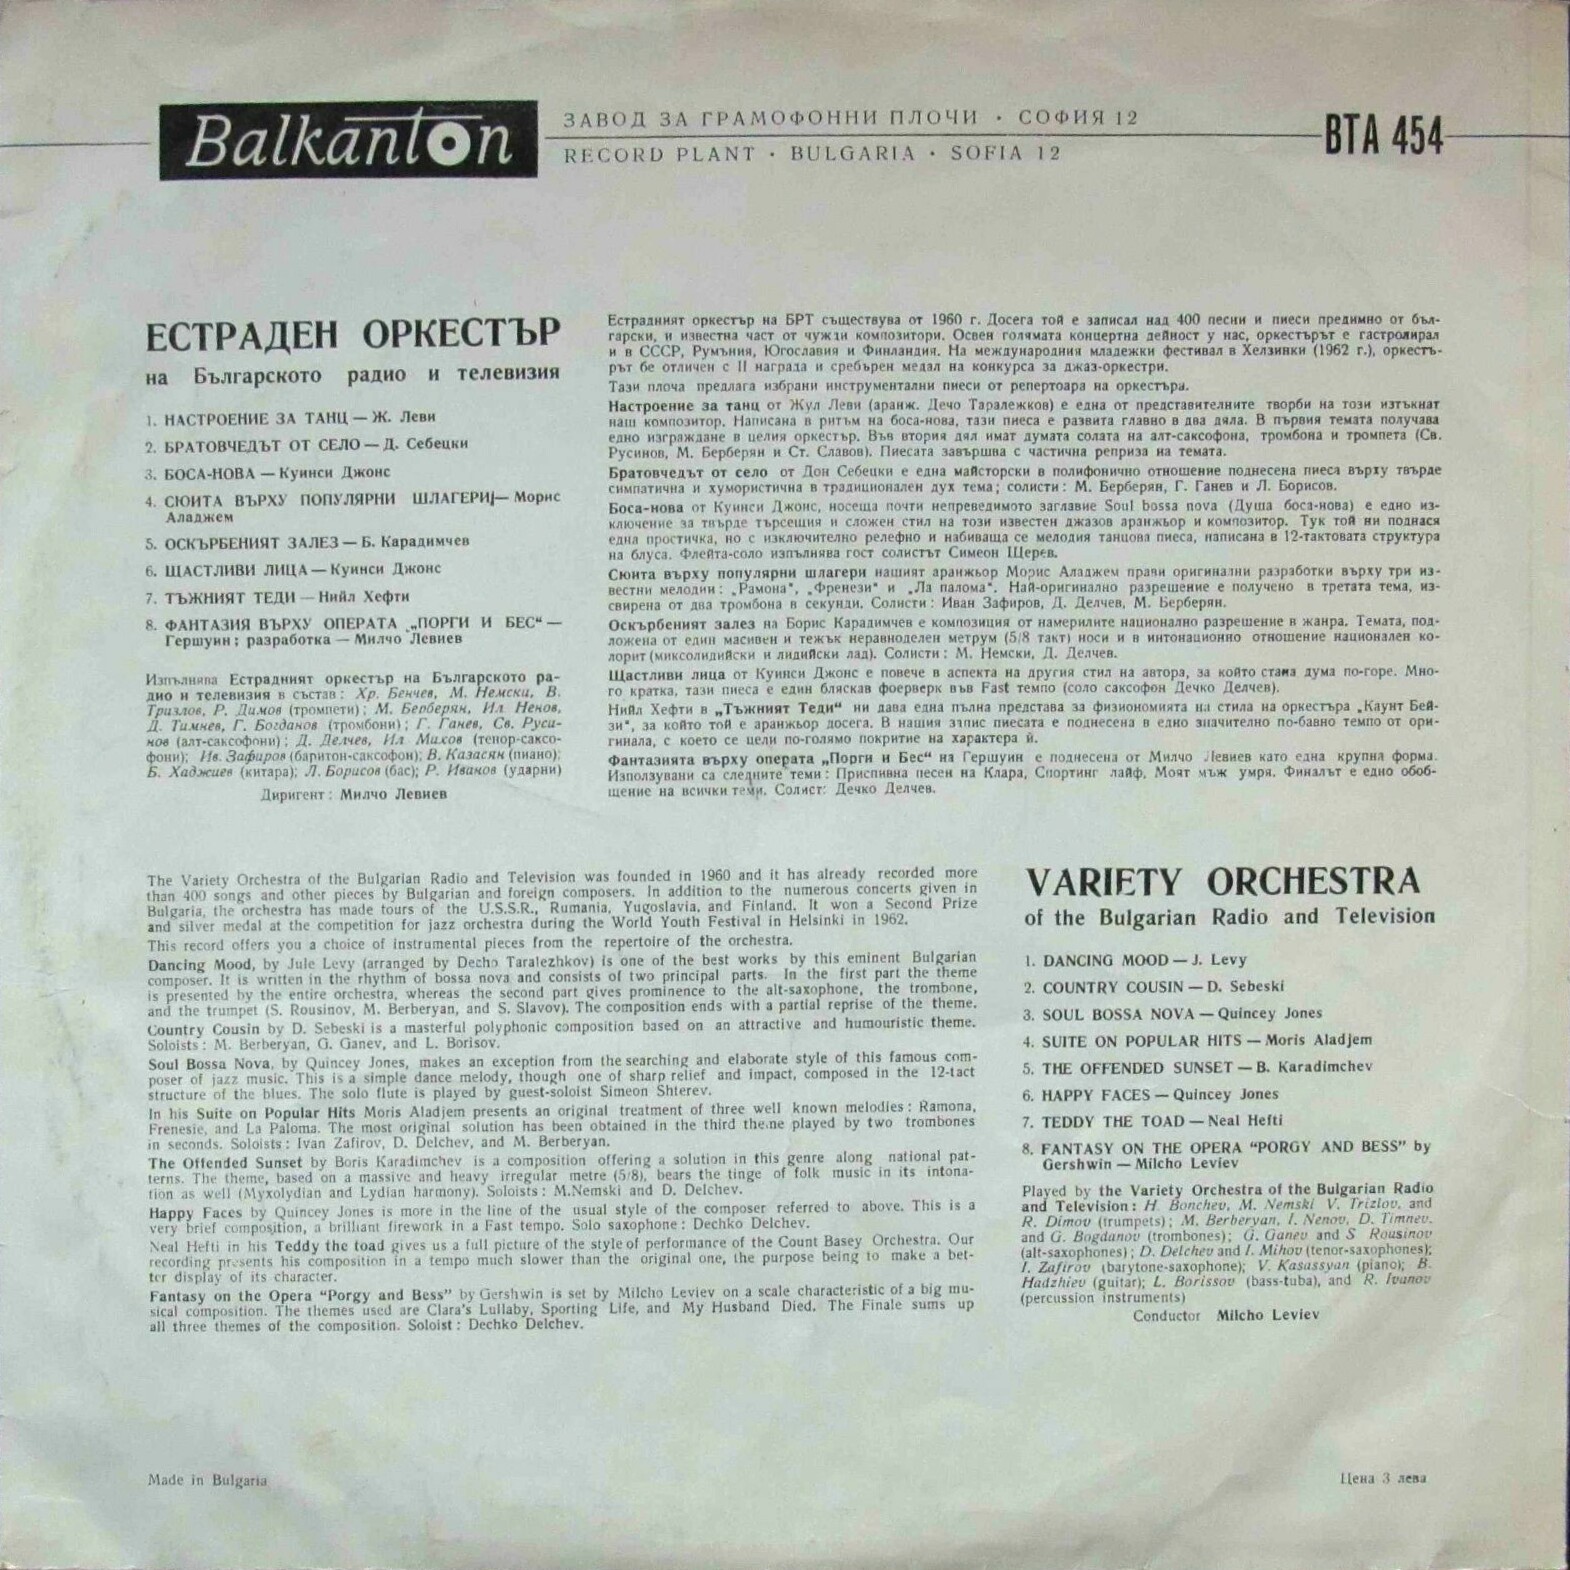 Balkanton
ЗАВОД ЗА ГРАМОФОННИ ПЛОЧИ · СОФИЯ 12
RECORD PLANT · BULGARIA · SOFIA 12
ВТА 454
ЕСТРАДЕН ОРКЕСТЪР
на Българското радио и телевизия
1. НАСТРОЕНИЕ ЗА ТАНЦ — Ж. Леви
2. БРАТОВЧЕДЪТ ОТ СЕЛО — Д. Себецки
3. БОСА-НОВА — Куинси Джонс
4. СЮИТА ВЪРХУ ПОПУЛЯРНИ ШЛАГЕРИ — Морис
Аладжем
5. ОСКЪРБЕНИЯТ ЗАЛЕЗ — Б. Карадимчев
6. ЩАСТЛИВИ ЛИЦА — Куинси Джонс
7. ТЪЖНИЯТ ТЕДИ — Нийл Хефти
8. ФАНТАЗИЯ ВЪРХУ ОПЕРАТА „ПОРГИ И БЕС“ —
Гершуин; разработка — Милчо Левиев
Изпълнява Естрадният оркестър на Българското ра-
дио и телевизия в състав: Хр. Бенчев, М. Немски, В.
Тризлов, Р. Димов (тромпети); М. Берберян, Ил Ненов,
Д. Тимнев, Г. Богданов (тромбони); Г. Ганев, Св. Руси-
нов (алт-саксофони); Д. Делчев, Ил Михов (тенор-саксо-
фони); Ив. Зафиров (баритон-саксофон); В. Казасян (пиано);
Б. Хаджиев (китара); Л. Борисов (бас); Р. Иванов (ударни)
Диригент: Милчо Левиев
Естрадният оркестър на БРТ съществува от 1960 г. Досега той е записал над 400 песни и пиеси предимно от бъл-
гарски, и известна част от чужди композитори. Освен голямата концертна дейност у нас, оркестърът е гастролирал
и в СССР, Румъния, Югославия и Финландия. На международния младежки фестивал в Хелзинки (1962 г.), оркестъ-
рът бе отличен с II награда и сребърен медал на конкурса за джаз-оркестри.
Тази плоча предлага избрани инструментални пиеси от репертоара на оркестъра.
Настроение за танц от Жул Леви (аранж. Дечо Таралежков) е една от представителните творби на този изтъкнат
наш композитор. Написана в ритъм на боса-нова, тази пиеса е развита главно в два дяла. В първия темата получава
едно изграждане в целия оркестър. Във втория дял имат думата солата на алт-саксофона, тромбона и тромпета (Св.
Русинов, М. Берберян и Ст. Славов). Пиесата завършва с частична реприза на темата.
Братовчедът от село от Дон Себецки е една майсторски в полифонично отношение поднесена пиеса върху твърде
симпатична и хумористична в традиционален дух тема; солисти: М. Берберян, Г. Ганев и Л. Борисов.
Боса-нова от Куинси Джонс, носеща почти непреводимото заглавие Soul bossa nova (Душа боса-нова) е едно из-
ключение за твърде търсещия и сложен стил на този известен джазов аранжьор и композитор. Тук той ни поднася
една простичка, но с изключително релефно и набиваща се мелодия танцова пиеса, написана в 12-тактовата структура
на блуса. Флейта-соло изпълнява гост солистът Симеон Щерев.
Сюита върху популярни шлагери нашият аранжьор Морис Аладжем прави оригинални разработки върху три из-
вестни мелодии: „Рамона“, „Френези“ и „Ла палома“. Най-оригинално разрешение е получено в третата тема, из-
свирена от два тромбона в секунди. Солисти: Иван Зафиров, Д. Делчев, М. Берберян.
Оскърбеният залез на Борис Карадимчев е композиция от намерилите национално разрешение в жанра. Темата, под-
ложена от един масивен и тежък неравноделен метрум (5/8 такт) носи и в интонационно отношение национален ко-
лорит (миксолидийски и лидийски лад). Солисти: М. Немски, Д. Делчев.
Щастливи лица от Куинси Джонс е повече в аспекта на другия стил на автора, за който стана дума по-горе. Мно-
го кратка, тази пиеса е един бляскав фоерверк във Fast темпо (соло саксофон Дечко Делчев).
Нийл Хефти в „Тъжният Теди“ ни дава една пълна представа за физиономията на стила на оркестъра „Каунт Бей-
зи“, за който той е аранжьор досега. В нашия запис пиесата е поднесена в едно значително по-бавно темпо от ори-
гинала, с което се цели по-голямо покритие на характера ѝ.
Фантазията върху операта „Порги и Бес“ на Гершуин е поднесена от Милчо Левиев като една крупна форма.
Използувани са следните теми: Приспивна песен на Клара, Спортинг лайф, Моят мъж умря. Финалът е едно обоб-
щение на всички теми. Солист: Дечко Делчев.
The Variety Orchestra of the Bulgarian Radio and Television was founded in 1960 and it has already recorded more
than 400 songs and other pieces by Bulgarian and foreign composers. In addition to the numerous concerts given in
Bulgaria, the orchestra has made tours of the U.S.S.R., Rumania, Yugoslavia, and Finland. It won a Second Prize
and silver medal at the competition for jazz orchestra during the World Youth Festival in Helsinki in 1962.
This record offers you a choice of instrumental pieces from the repertoire of the orchestra.
Dancing Mood, by Jule Levy (arranged by Decho Taralezhkov) is one of the best works by this eminent Bulgarian
composer. It is written in the rhythm of bossa nova and consists of two principal parts. In the first part the theme
is presented by the entire orchestra, whereas the second part gives prominence to the alt-saxophone, the trombone,
and the trumpet (S. Rousinov, M. Berberyan, and S. Slavov). The composition ends with a partial reprise of the theme.
Country Cousin by D. Sebeski is a masterful polyphonic composition based on an attractive and humouristic theme.
Soloists: M. Berberyan, G. Ganev, and L. Borisov.
Soul Bossa Nova, by Quincey Jones, makes an exception from the searching and elaborate style of this famous com-
poser of jazz music. This is a simple dance melody, though one of sharp relief and impact, composed in the 12-tact
structure of the blues. The solo flute is played by guest-soloist Simeon Shterev.
In his Suite on Popular Hits Moris Aladjem presents an original treatment of three well known melodies: Ramona,
Frenesie, and La Paloma. The most original solution has been obtained in the third theme played by two trombones
in seconds. Soloists: Ivan Zafirov, D. Delchev, and M. Berberyan.
The Offended Sunset by Boris Karadimchev is a composition offering a solution in this genre along national pat-
terns. The theme, based on a massive and heavy irregular metre (5/8), bears the tinge of folk music in its intona-
tion as well (Myxolydian and Lydian harmony). Soloists: M.Nemski and D. Delchev.
Happy Faces by Quincey Jones is more in the line of the usual style of the composer referred to above. This is a
very brief composition, a brilliant firework in a Fast tempo. Solo saxophone: Dechko Delchev.
Neal Hefti in his Teddy the toad gives us a full picture of the style of performance of the Count Basey Orchestra. Our
recording presents his composition in a tempo much slower than the original one, the purpose being to make a bet-
ter display of its character.
Fantasy on the Opera “Porgy and Bess” by Gershwin is set by Milcho Leviev on a scale characteristic of a big mu-
sical composition. The themes used are Clara's Lullaby, Sporting Life, and My Husband Died. The Finale sums up
all three themes of the composition. Soloist: Dechko Delchev.
VARIETY ORCHESTRA
of the Bulgarian Radio and Television
1. DANCING MOOD — J. Levy
2. COUNTRY COUSIN — D. Sebeski
3. SOUL BOSSA NOVA — Quincey Jones
4. SUITE ON POPULAR HITS — Moris Aladjem
5. THE OFFENDED SUNSET — B. Karadimchev
6. HAPPY FACES — Quincey Jones
7. TEDDY THE TOAD — Neal Hefti
8. FANTASY ON THE OPERA “PORGY AND BESS” by
Gershwin — Milcho Leviev
Played by the Variety Orchestra of the Bulgarian Radio
and Television: H. Bonchev, M. Nemski V. Trizlov, and
R. Dimov (trumpets); M. Berberyan, I. Nenov, D. Timnev,
and G. Bogdanov (trombones); G. Ganev and S Rousinov
(alt-saxophones); D. Delchev and I. Mihov (tenor-saxophones);
I. Zafirov (barytone-saxophone); V. Kasassyan (piano); B.
Hadzhiev (guitar); L. Borissov (bass-tuba), and R. Ivanov
(percussion instruments)
Conductor Milcho Leviev
Made in Bulgaria
Цена 3 лева